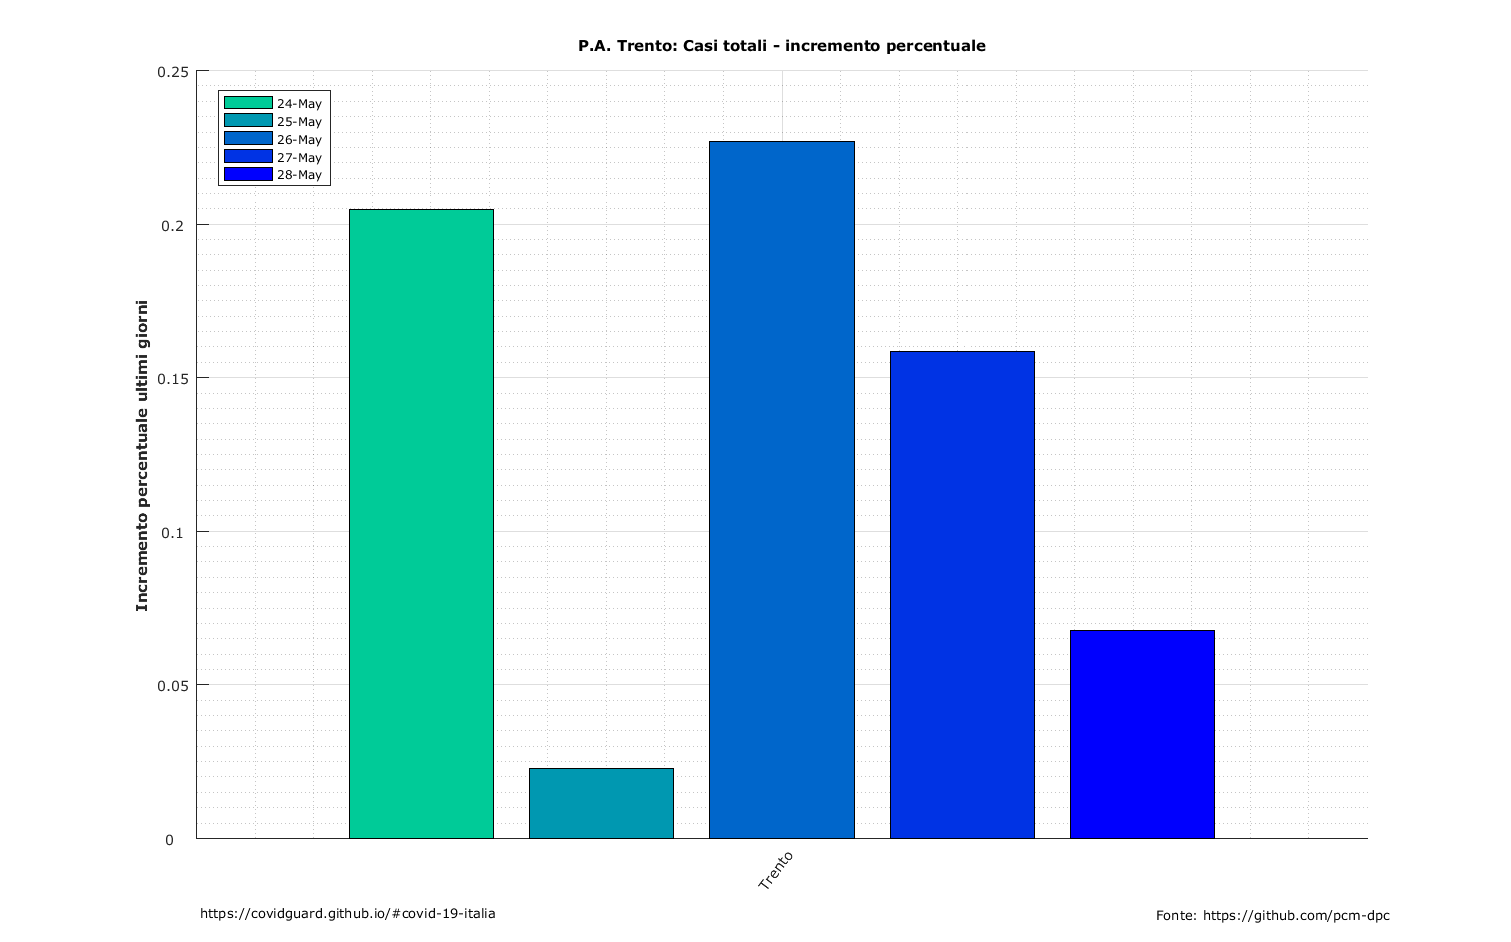 P.A. Trento: Casi totali - incremento percentuale
0.25
0.2
0.15
0.1
0.05
0
Incremento percentuale ultimi giorni
24-May
25-May
26-May
27-May
28-May
Trento
https://covidguard.github.io/#covid-19-italia
Fonte: https://github.com/pcm-dpc